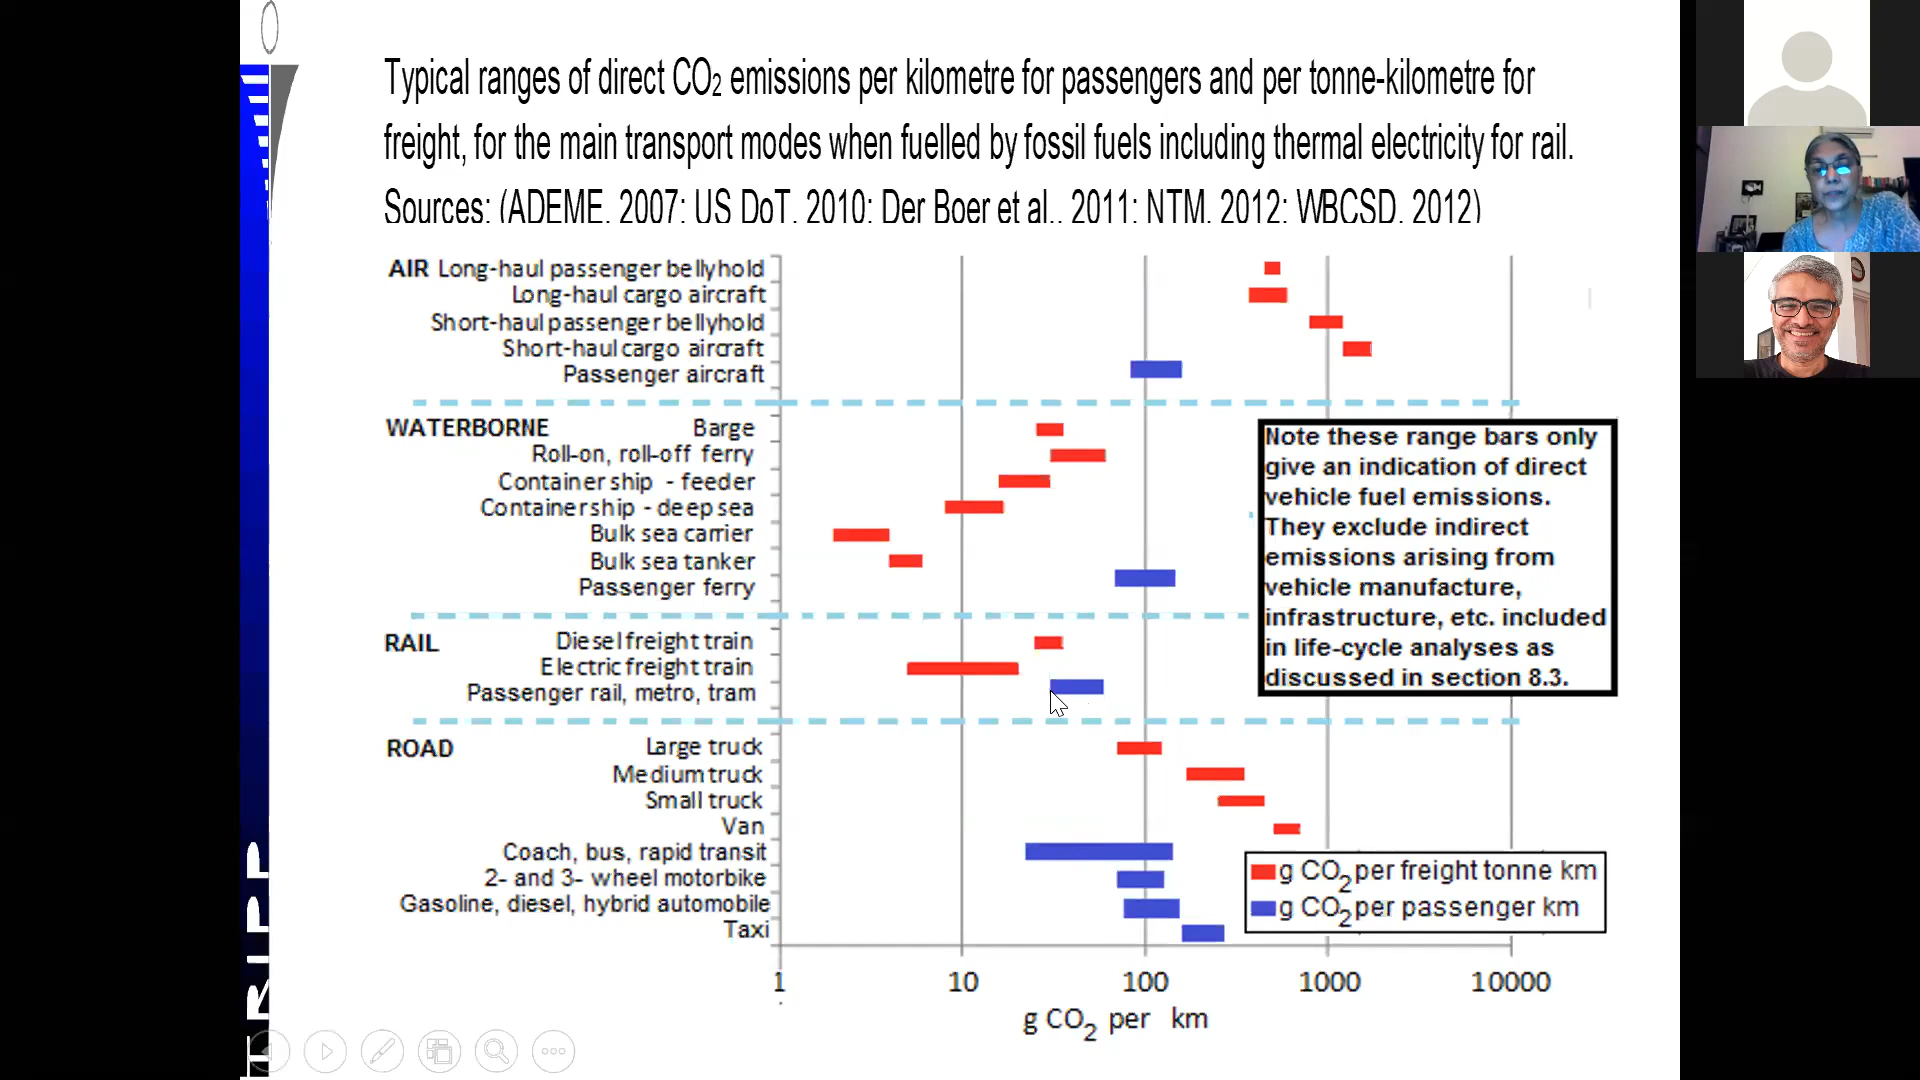 Typical ranges of direct CO2 emissions per kilometre for passengers and per tonne-kilometre for
freight, for the main transport modes when fuelled by fossil fuels including thermal electricity for rail.
Sources: (ADEME, 2007; US DoT, 2010; Der Boer et al., 2011; NTM, 2012; WBCSD, 2012)
AIR Long-haul passenger bellyhold
Long-haul cargo aircraft
Short-haul passenger bellyhold
Short-haul cargo aircraft
Passenger aircraft
WATERBORNE Barge
Roll-on, roll-off ferry
Container ship - feeder
Container ship - deep sea
Bulk sea carrier
Bulk sea tanker
Passenger ferry
RAIL Diesel freight train
Electric freight train
Passenger rail, metro, tram
ROAD Large truck
Medium truck
Small truck
Van
Coach, bus, rapid transit
2- and 3- wheel motorbike
Gasoline, diesel, hybrid automobile
Taxi
Note these range bars only
give an indication of direct
vehicle fuel emissions.
They exclude indirect
emissions arising from
vehicle manufacture,
infrastructure, etc. included
in life-cycle analyses as
discussed in section 8.3.
g CO2 per freight tonne km
g CO2 per passenger km
1 10 100 1000 10000
g CO2 per km
TRIPP